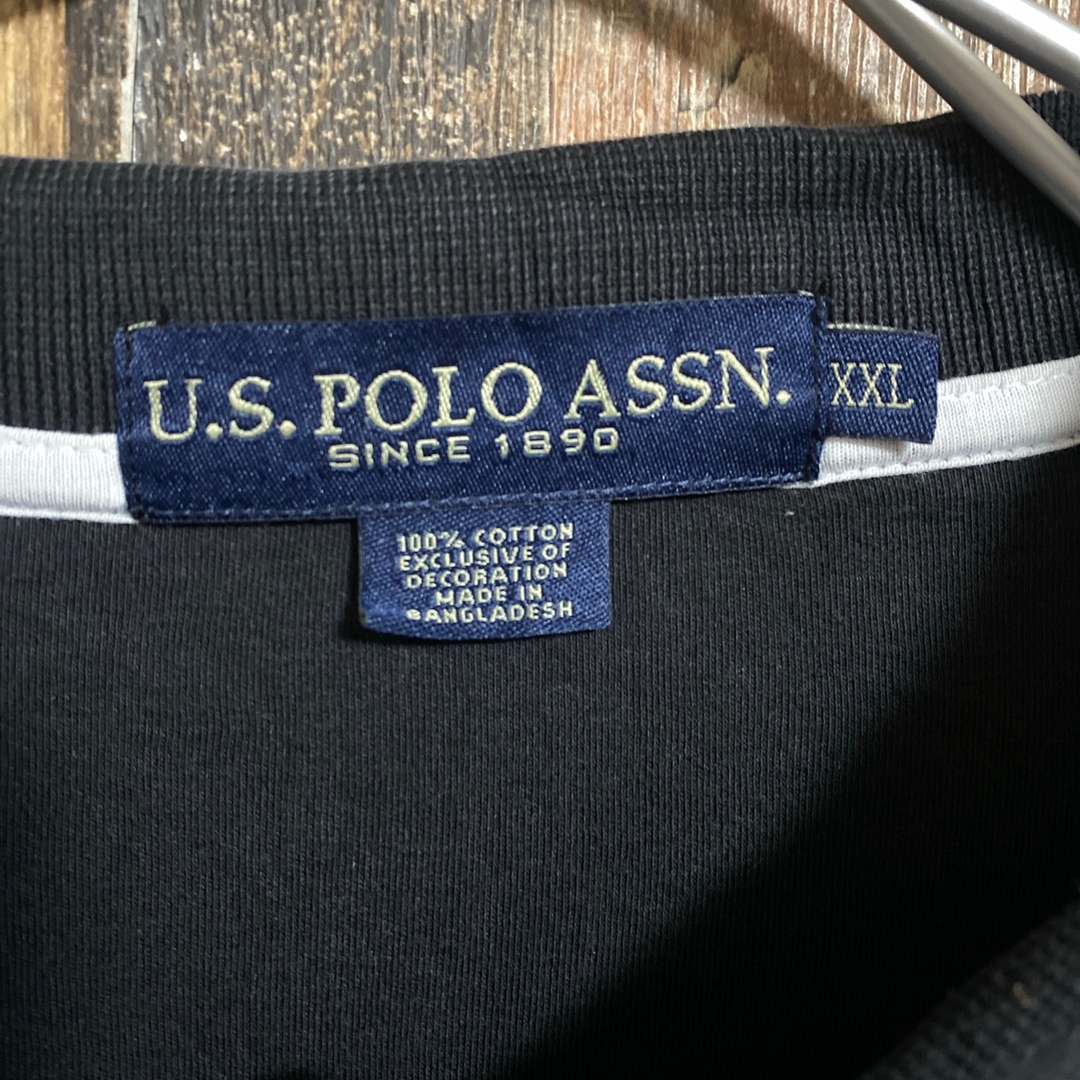 U.S. POLO ASSN.
SINCE 1890
XXL
100% COTTON
EXCLUSIVE OF
DECORATION
MADE IN
BANGLADESH